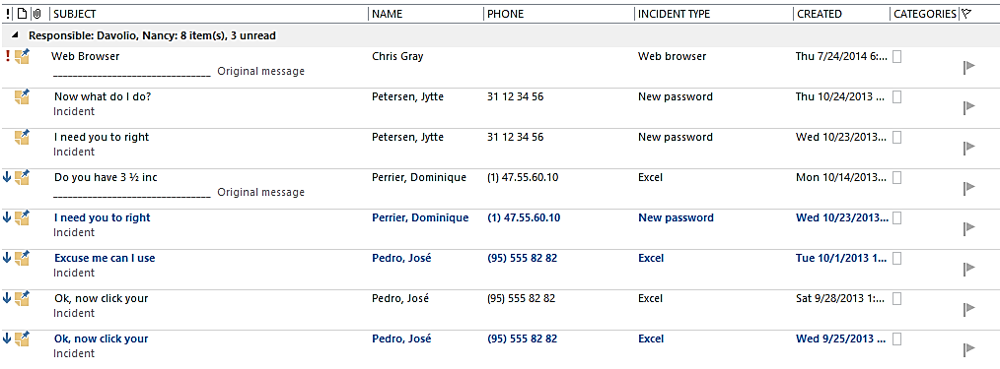 ! SUBJECT NAME PHONE INCIDENT TYPE CREATED CATEGORIES
Responsible: Davolio, Nancy: 8 item(s), 3 unread
! Web Browser Chris Gray Web browser Thu 7/24/2014 6:...
________________________________ Original message
Now what do I do? Petersen, Jytte 31 12 34 56 New password Thu 10/24/2013 ...
Incident
I need you to right Petersen, Jytte 31 12 34 56 New password Wed 10/23/2013...
Incident
Do you have 3 ½ inc Perrier, Dominique (1) 47.55.60.10 Excel Mon 10/14/2013...
________________________________ Original message
I need you to right Perrier, Dominique (1) 47.55.60.10 New password Wed 10/23/2013...
Incident
Excuse me can I use Pedro, José (95) 555 82 82 Excel Tue 10/1/2013 1...
Incident
Ok, now click your Pedro, José (95) 555 82 82 Excel Sat 9/28/2013 1:...
Incident
Ok, now click your Pedro, José (95) 555 82 82 Excel Wed 9/25/2013 ...
Incident